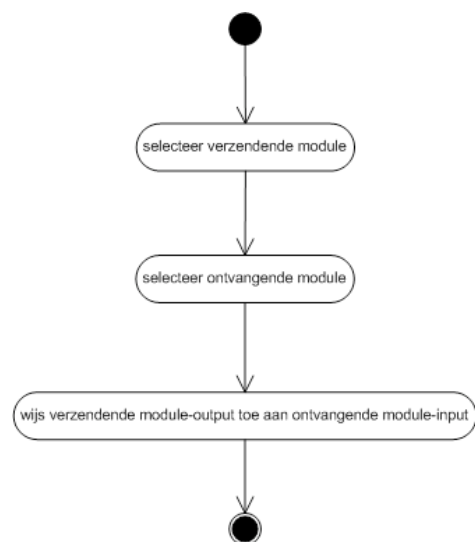 selecteer verzendende module
selecteer ontvangende module
wijs verzendende module-output toe aan ontvangende module-input